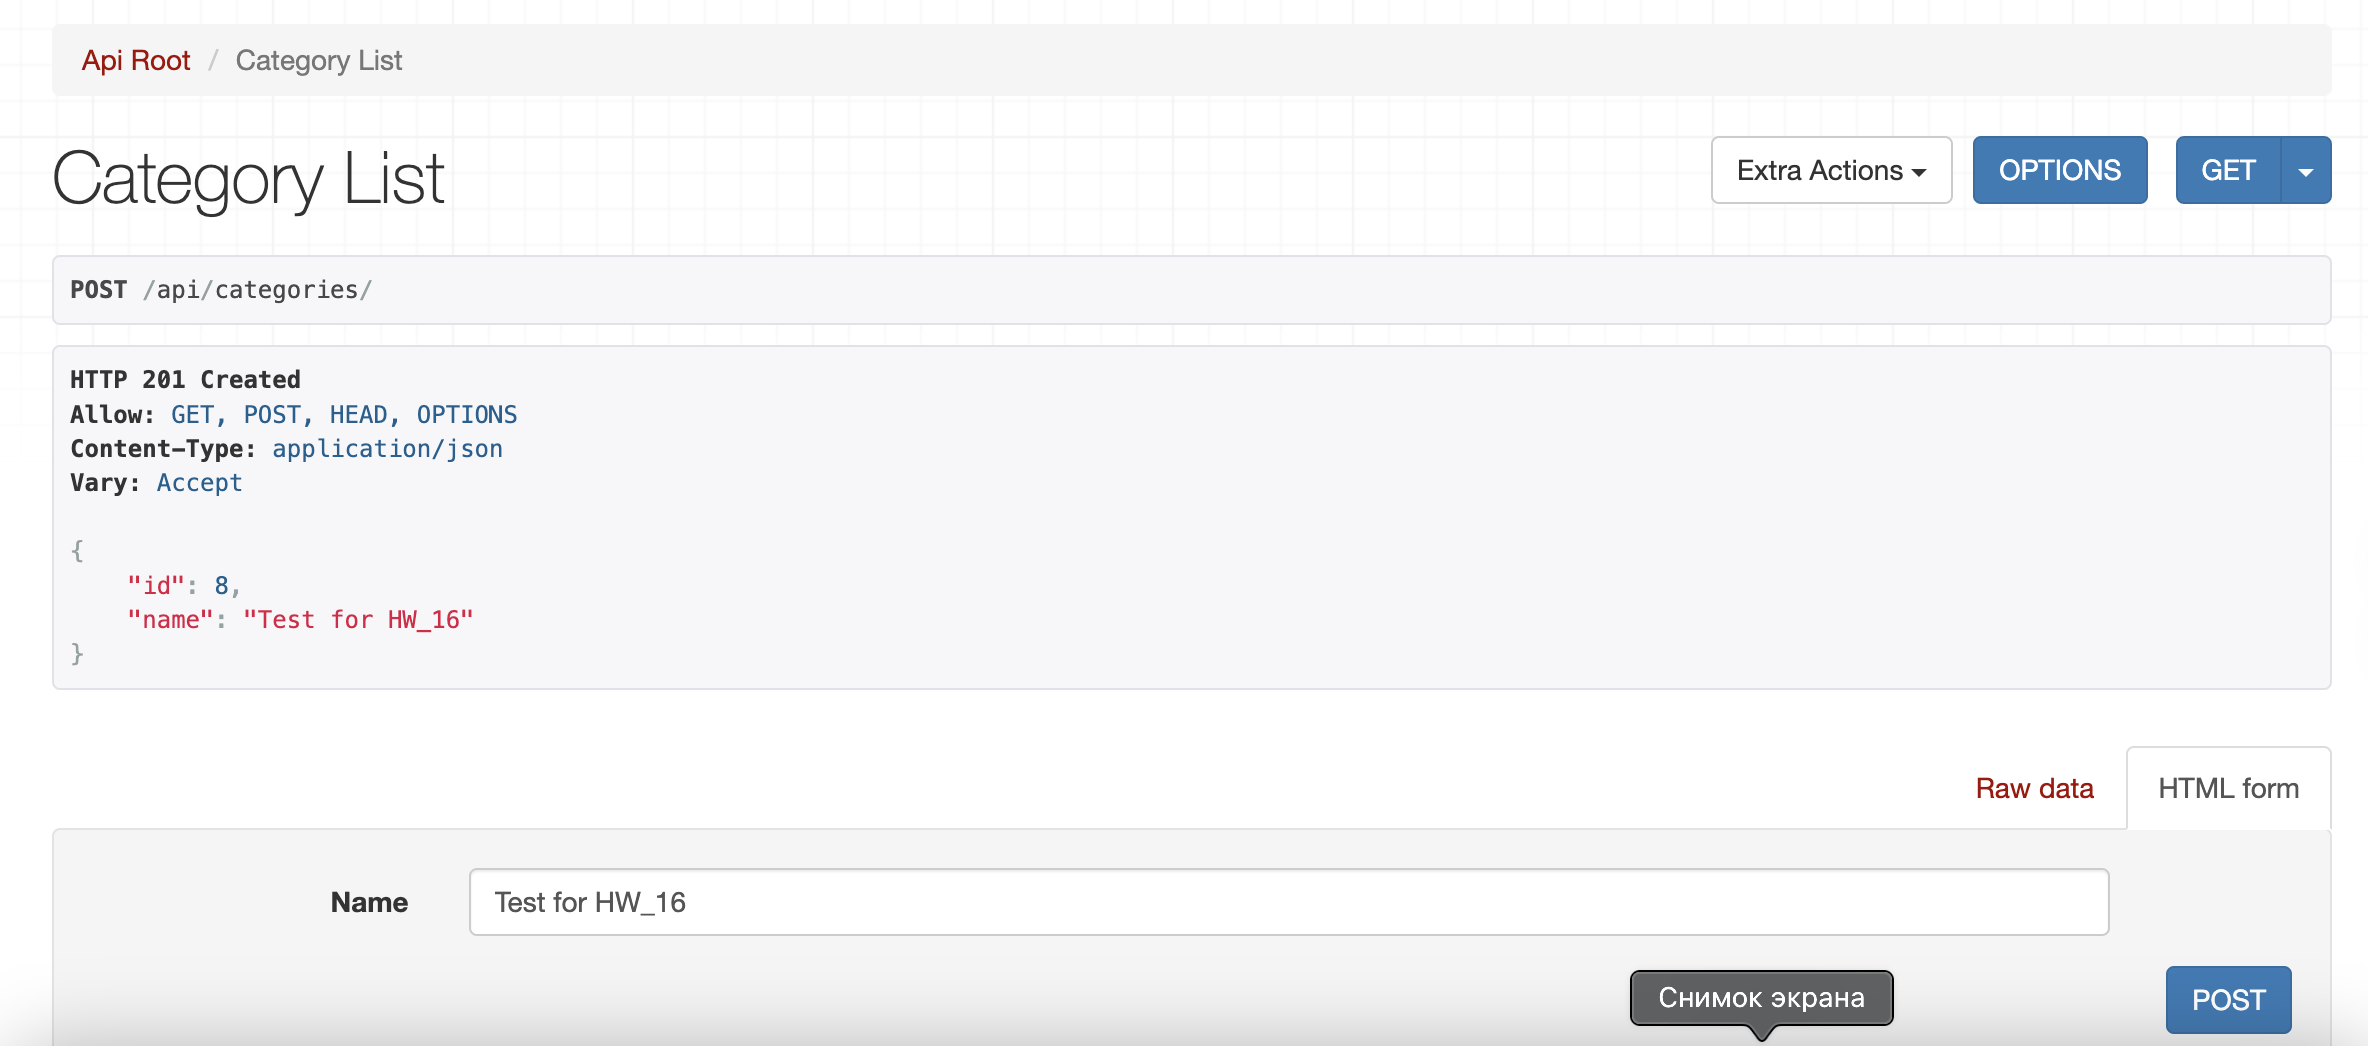 Api Root / Category List
Category List
Extra Actions
OPTIONS
GET
POST /api/categories/
HTTP 201 Created
Allow: GET, POST, HEAD, OPTIONS
Content-Type: application/json
Vary: Accept
{
"id": 8,
"name": "Test for HW_16"
}
Raw data
HTML form
Name
Test for HW_16
Снимок экрана
POST